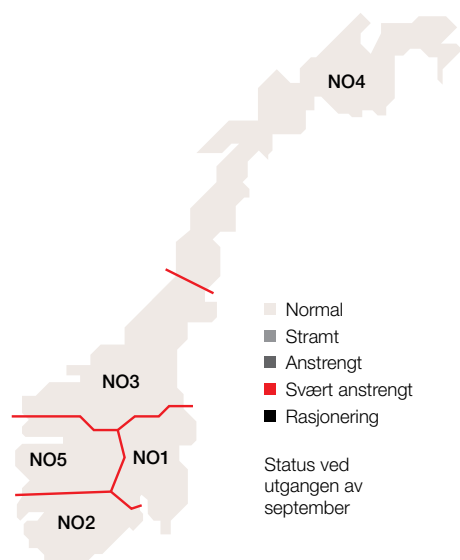 NO4
NO3
NO5
NO1
NO2
Normal
Stramt
Anstrengt
Svært anstrengt
Rasjonering
Status ved
utgangen av
september